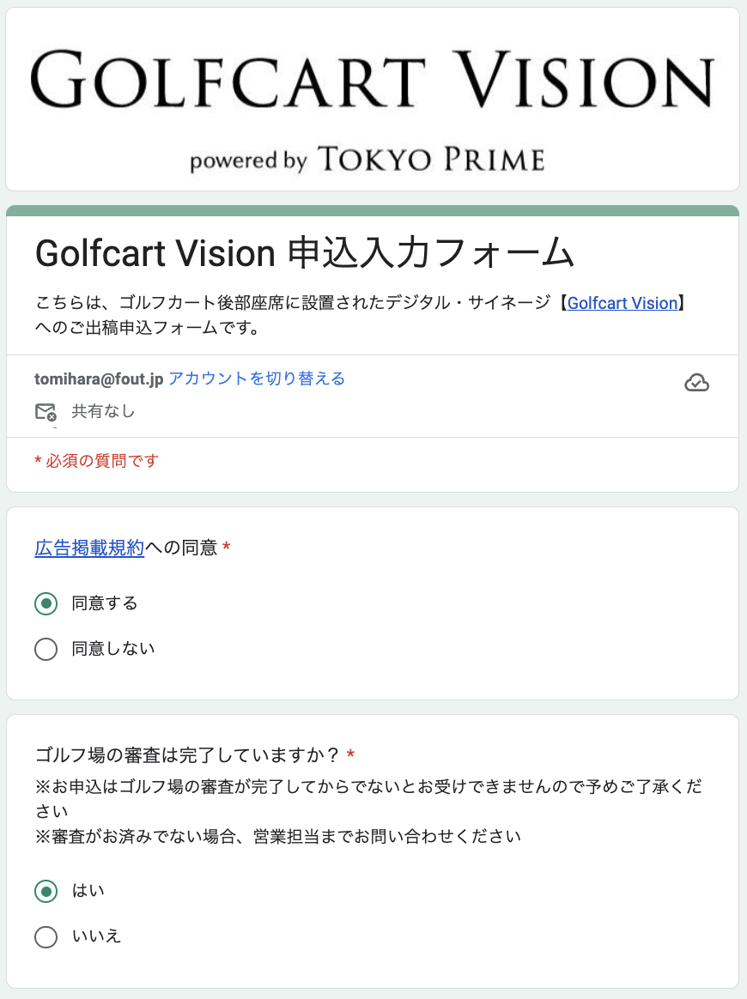 GOLFCART VISION
powered by TOKYO PRIME
Golfcart Vision 申込入力フォーム
こちらは、ゴルフカート後部座席に設置されたデジタル・サイネージ【Golfcart Vision】
へのご出稿申込フォームです。
tomihara@fout.jp アカウントを切り替える
共有なし
* 必須の質問です
広告掲載規約への同意 *
同意する
同意しない
ゴルフ場の審査は完了していますか？ *
※お申込はゴルフ場の審査が完了してからでないとお受けできませんので予めご了承くだ
さい
※審査がお済みでない場合、営業担当までお問い合わせください
はい
いいえ